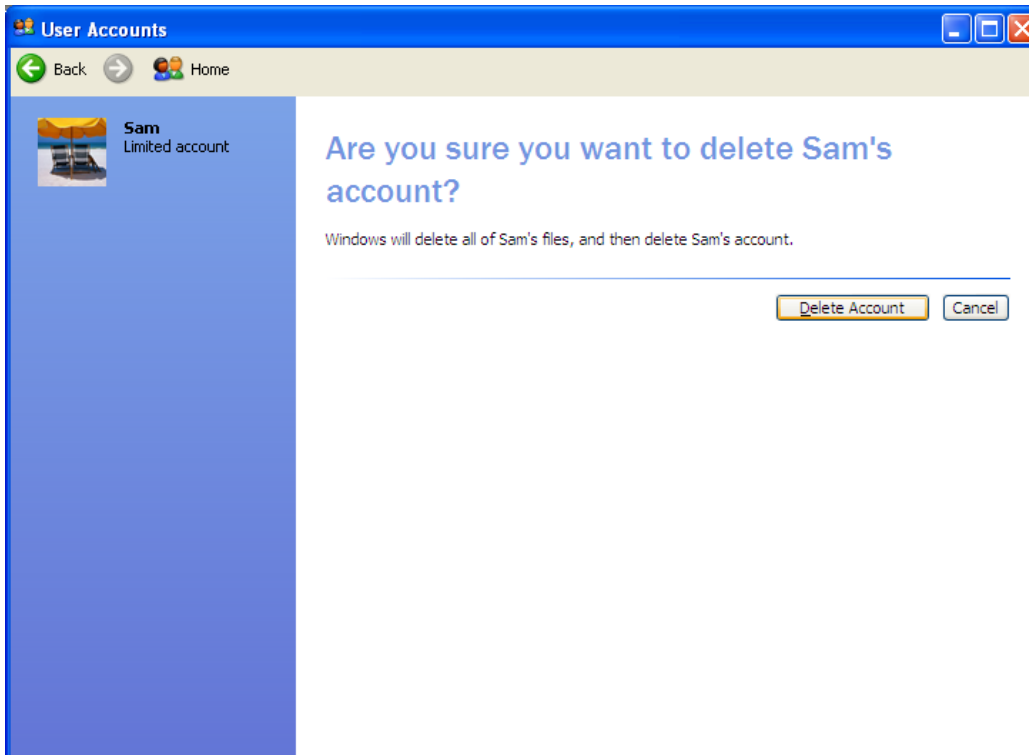 User Accounts
Back Home
Sam
Limited account
Are you sure you want to delete Sam's
account?
Windows will delete all of Sam's files, and then delete Sam's account.
Delete Account Cancel